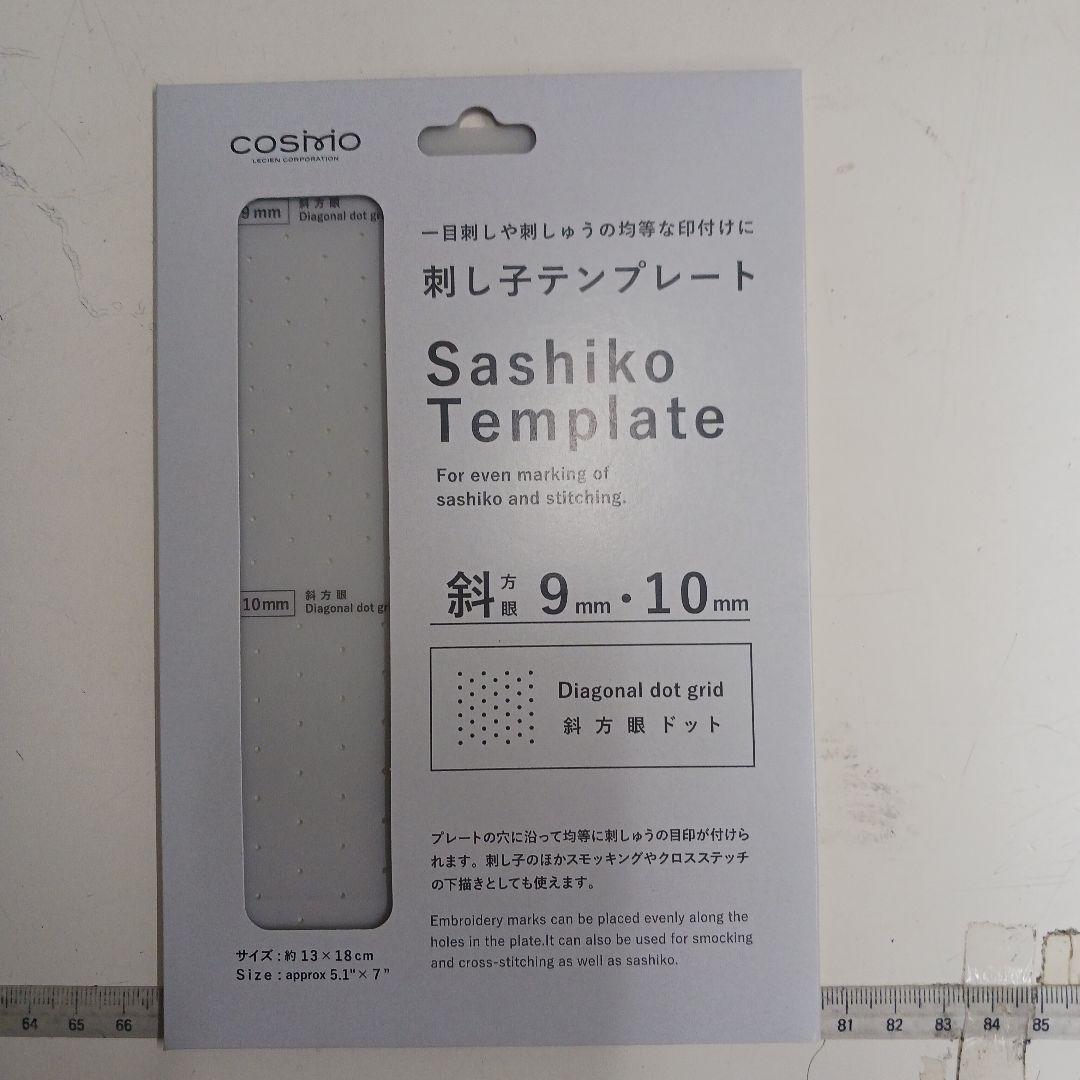 COSMO
LECIEN CORPORATION
9mm
斜方眼
Diagonal dot
一目刺しや刺しゅうの均等な印付けに
刺し子テンプレート
Sashiko
Template
For even marking of
sashiko and stitching.
10mm
斜方眼
Diagonal dot
斜方眼 9mm・10mm
Diagonal dot grid
斜方眼ドット
プレートの穴に沿って均等に刺しゅうの目印が付けら
れます。刺し子のほかスモッキングやクロスステッチ
の下描きとしても使えます。
Embroidery marks can be placed evenly along the
holes in the plate.It can also be used for smocking
and cross-stitching as well as sashiko.
サイズ:約 13×18cm
Size: approx 5.1"×7"
64 65 66 81 82 83 84 85